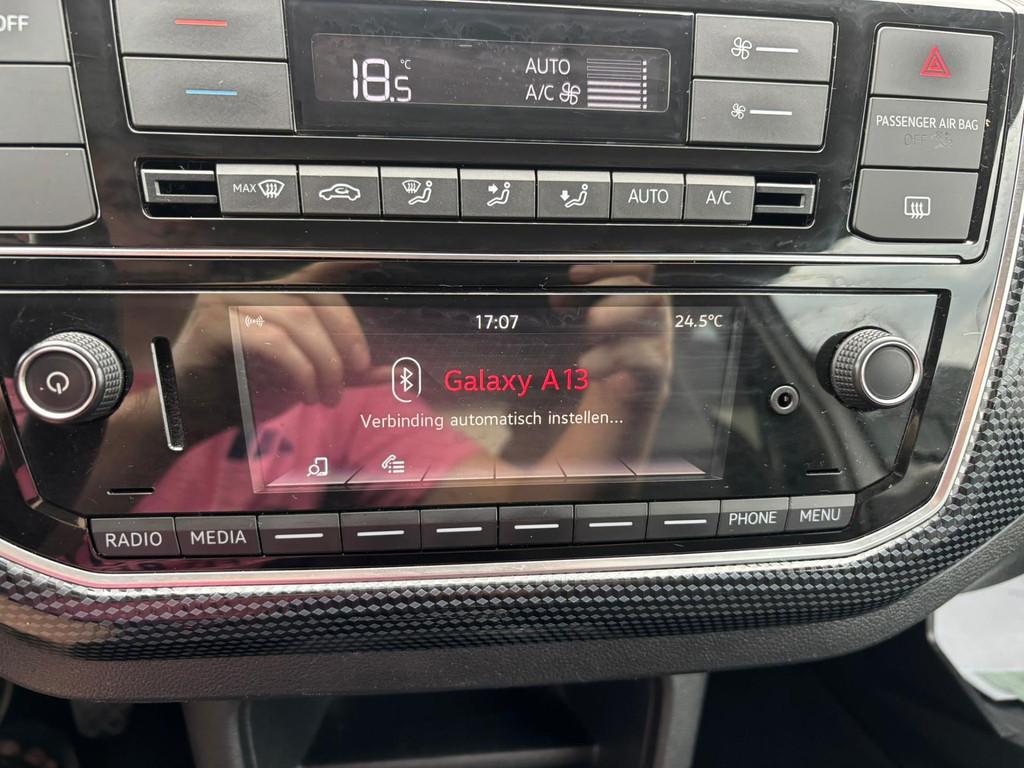 OFF
18.5 °C
AUTO
A/C
PASSENGER AIR BAG
OFF
MAX
AUTO
A/C
17:07
24.5°C
Galaxy A13
Verbinding automatisch instellen...
RADIO
MEDIA
PHONE
MENU